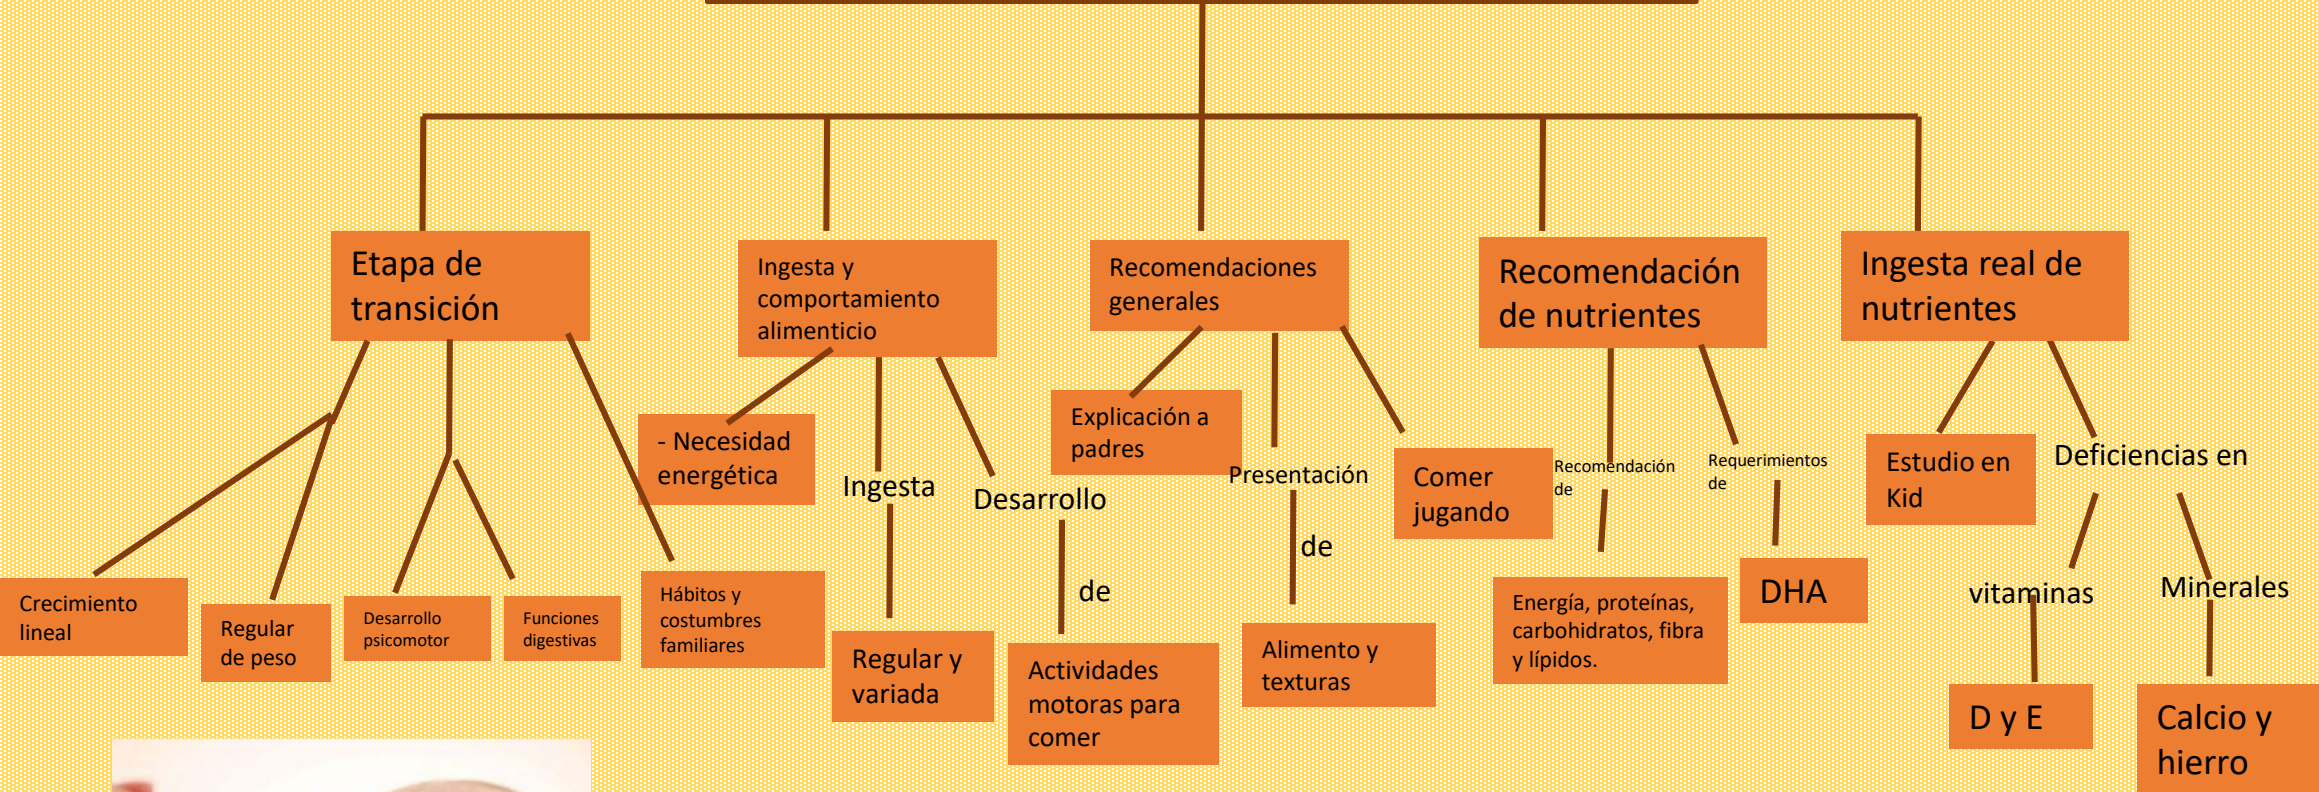 Etapa de
transición
Ingesta y
comportamiento
alimenticio
Recomendaciones
generales
Recomendación
de nutrientes
Ingesta real de
nutrientes
Crecimiento
lineal
Regular
de peso
Desarrollo
psicomotor
Funciones
digestivas
Hábitos y
costumbres
familiares
- Necesidad
energética
Ingesta
Regular y
variada
Desarrollo
de
Actividades
motoras para
comer
Explicación a
padres
Presentación
de
Alimento y
texturas
Comer
jugando
Recomendación
de
Energía, proteínas,
carbohidratos, fibra
y lípidos.
Requerimientos
de
DHA
Estudio en
Kid
Deficiencias en
vitaminas
D y E
Minerales
Calcio y
hierro